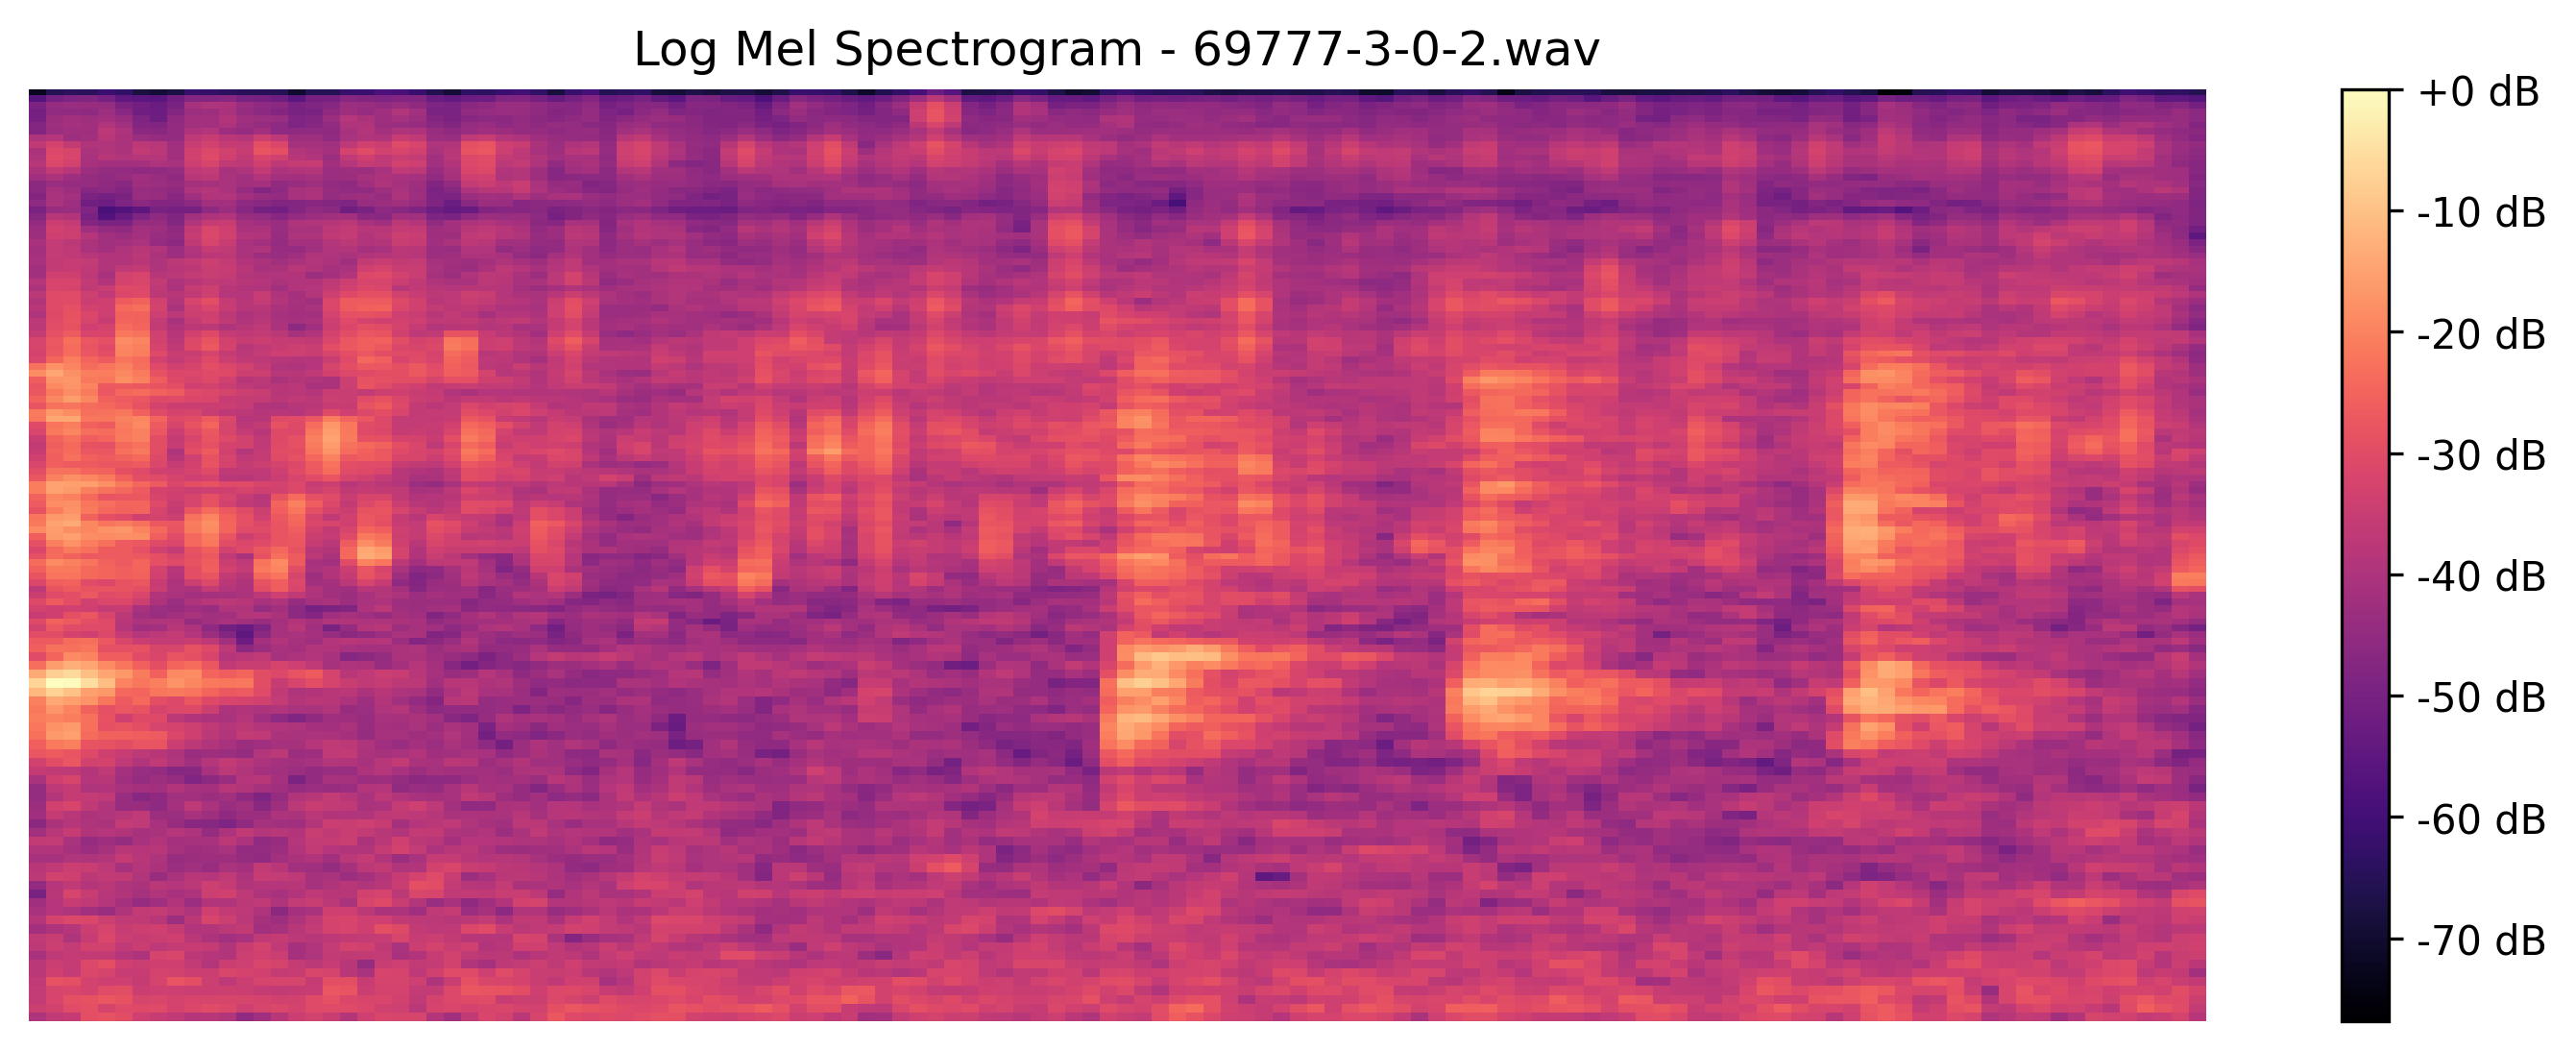 Log Mel Spectrogram - 69777-3-0-2.wav
+0 dB
-10 dB
-20 dB
-30 dB
-40 dB
-50 dB
-60 dB
-70 dB